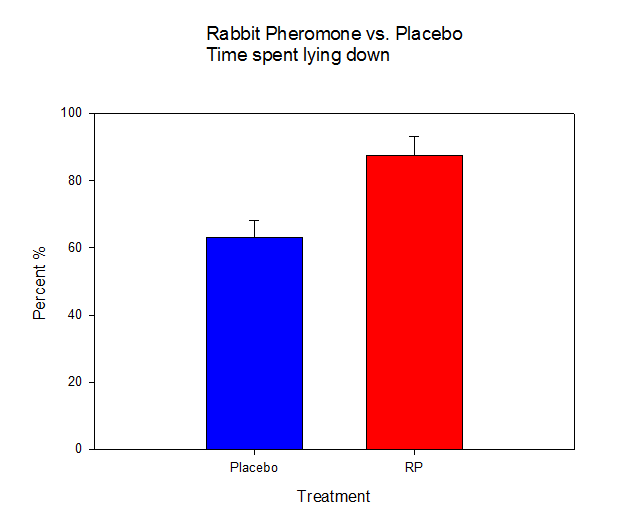 Rabbit Pheromone vs. Placebo
Time spent lying down
100
80
60
40
20
0
Percent %
Placebo
RP
Treatment